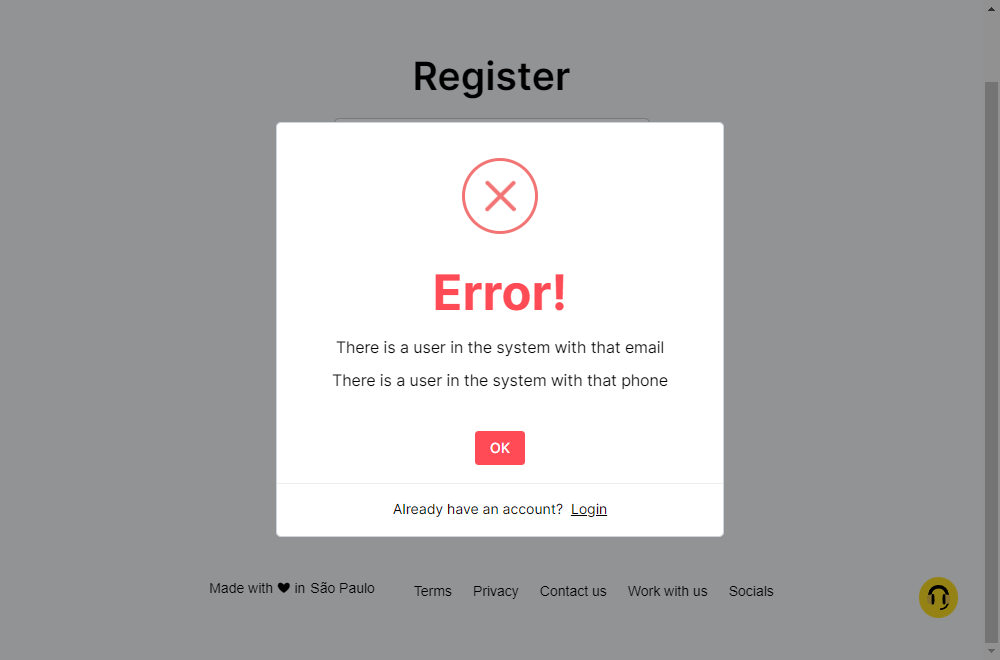 Register
Error!
There is a user in the system with that email
There is a user in the system with that phone
OK
Already have an account? Login
Made with ❤ in São Paulo
Terms Privacy Contact us Work with us Socials